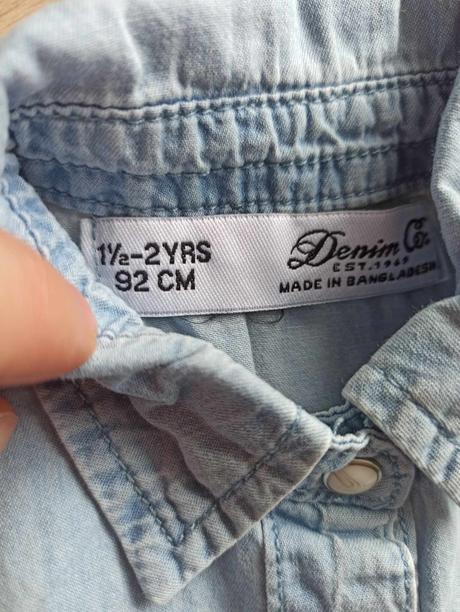 1½-2YRS
92 CM
Denim Co.
EST. 1969
MADE IN BANGLADESH